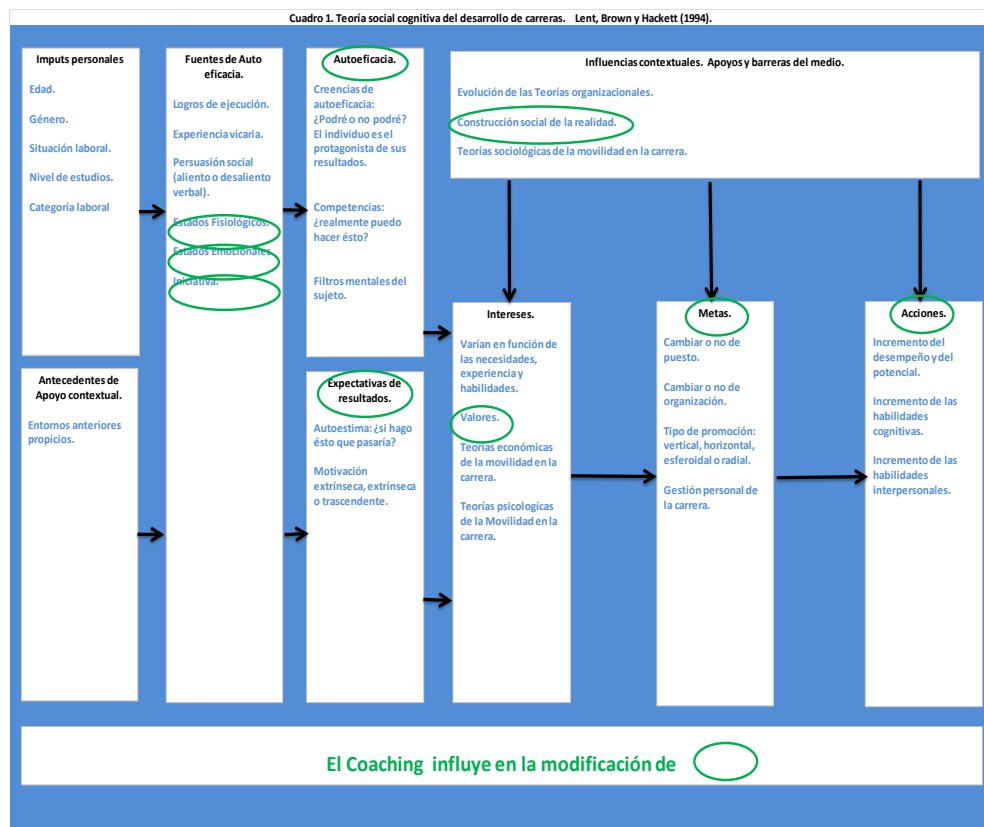 Cuadro 1. Teoría social cognitiva del desarrollo de carreras.   Lent, Brown y Hackett (1994).
Imputs personales
Edad.
Género.
Situación laboral.
Nivel de estudios.
Categoría laboral
Antecedentes de
Apoyo contextual.
Entornos anteriores
propicios.
Fuentes de Auto
eficacia.
Logros de ejecución.
Experiencia vicaria.
Persuasión social
(aliento o desaliento
verbal).
Estados Fisiológicos.
Estados Emocionales
Iniciativa.
Autoeficacia.
Creencias de
autoeficacia:
¿Podré o no podré?
El individuo es el
protagonista de sus
resultados.
Competencias:
¿realmente puedo
hacer ésto?
Filtros mentales del
sujeto.
Expectativas de
resultados.
Autoestima: ¿si hago
ésto que pasaría?
Motivación
extrínseca, extrínseca
o trascendente.
Influencias contextuales.  Apoyos y barreras del medio.
Evolución de las Teorías organizacionales.
Construcción social de la realidad.
Teorías sociológicas de la movilidad en la carrera.
Intereses.
Varían en función de
las necesidades,
experiencia y
habilidades.
Valores.
Teorías económicas
de la movilidad en la
carrera.
Teorías psicologícas
de la Movilidad en la
carrera.
Metas.
Cambiar o no de
puesto.
Cambiar o no de
organización.
Tipo de promoción:
vertical, horizontal,
esferoidal o radial.
Gestión personal de
la carrera.
Acciones.
Incremento del
desempeño y del
potencial.
Incremento de las
habilidades
cognitivas.
Incremento de las
habilidades
interpersonales.
El Coaching  influye en la modificación de